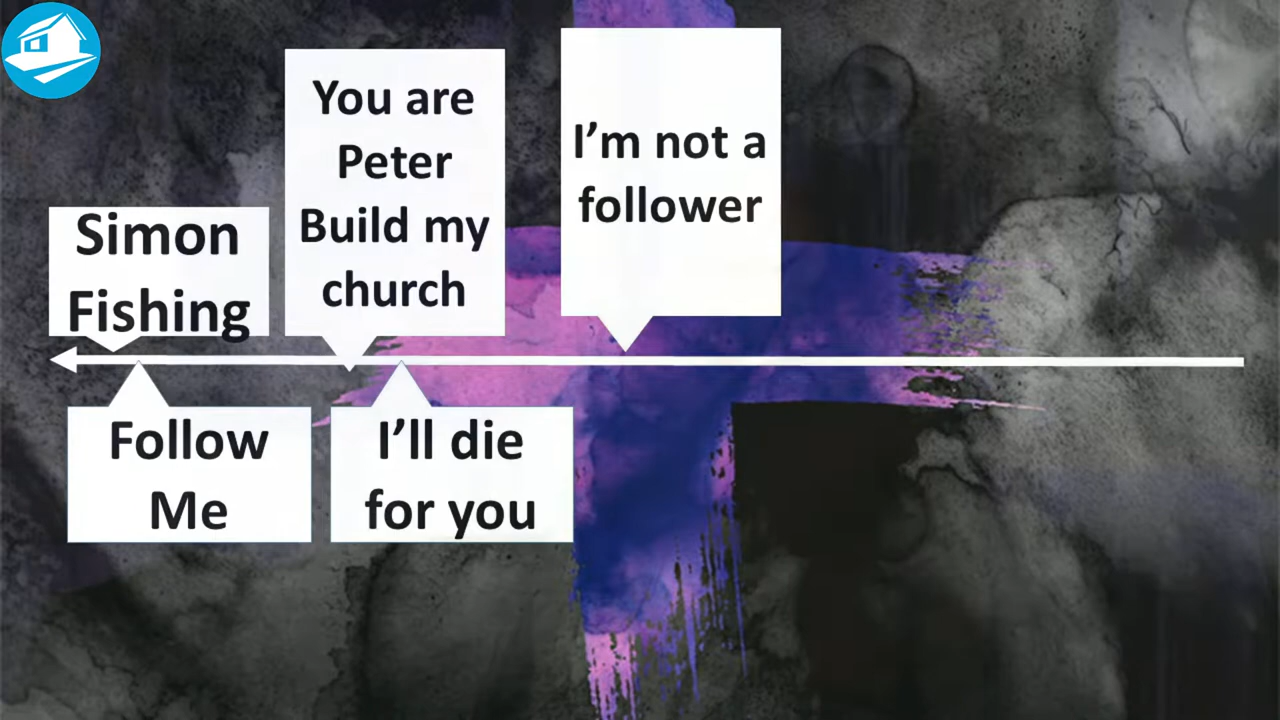 Simon
Fishing
Follow
Me
You are
Peter
Build my
church
I’ll die
for you
I’m not a
follower